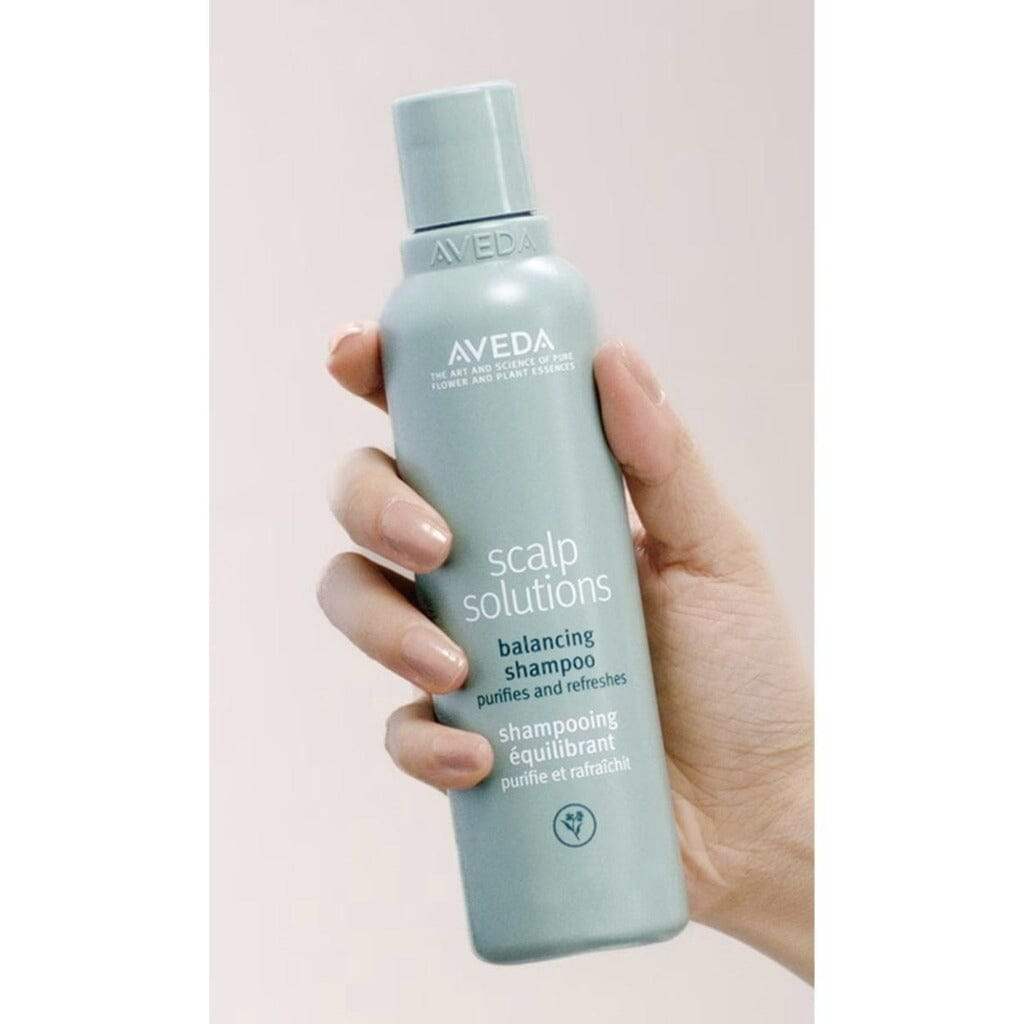 AVEDA
AVEDA
THE ART AND SCIENCE OF PURE
FLOWER AND PLANT ESSENCES
scalp
solutions
balancing
shampoo
purifies and refreshes
shampooing
équilibrant
purifie et rafraîchit